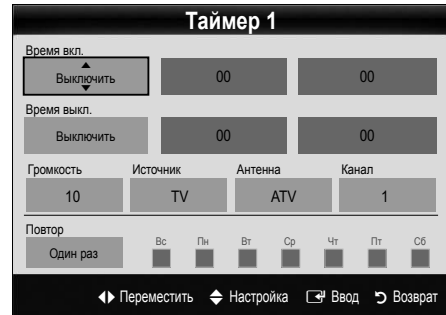 Таймер 1
Время вкл.
Выключить 00 00
Время выкл.
Выключить 00 00
Громкость Источник Антенна Канал
10 TV ATV 1
Повтор
Вс Пн Вт Ср Чт Пт Сб
Один раз
Переместить Настройка Ввод Возврат